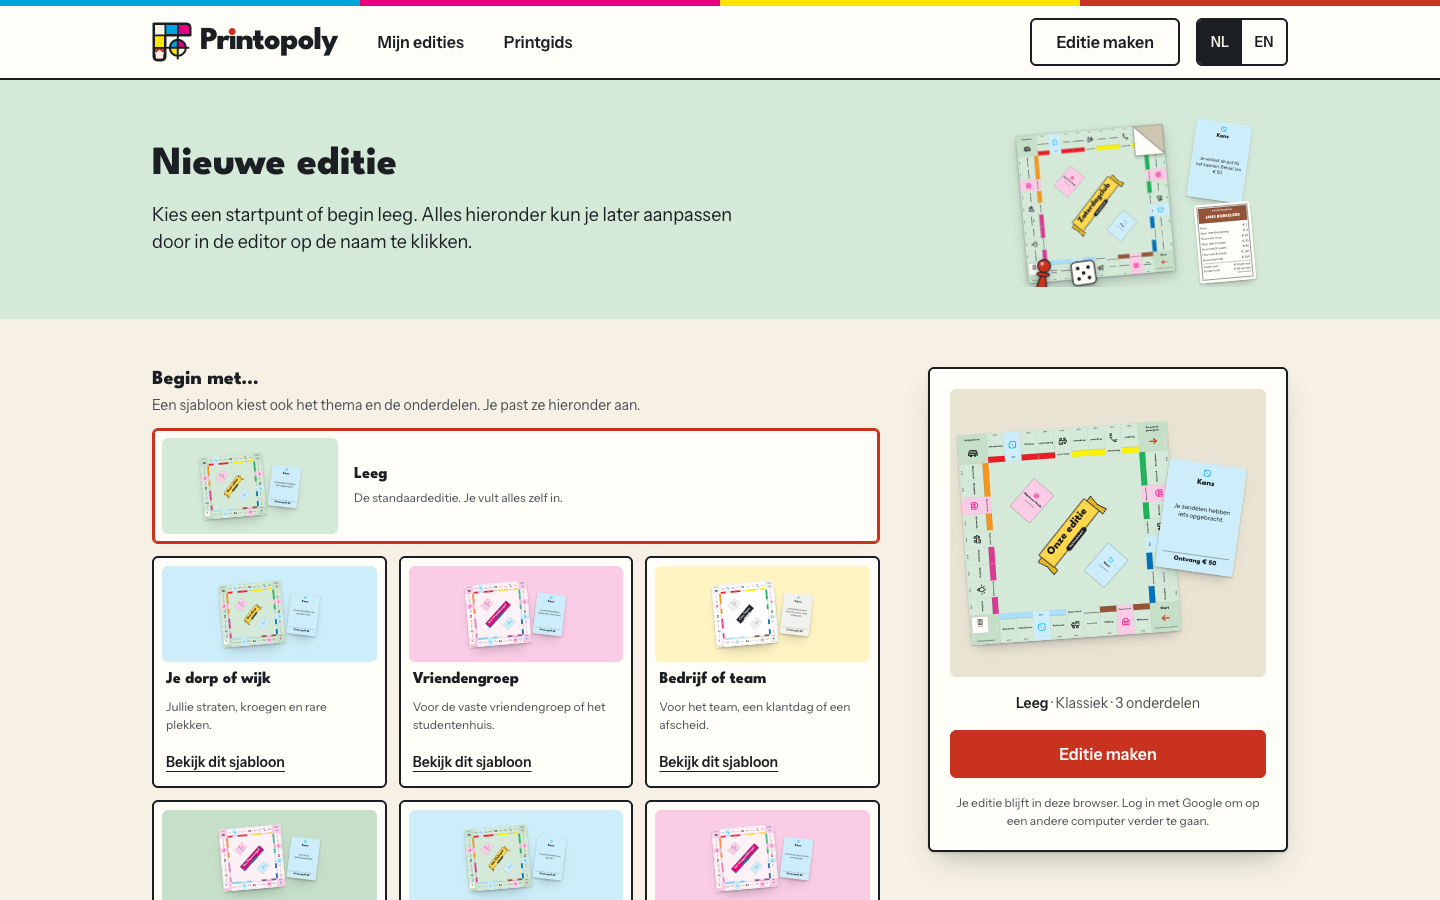 Printopoly
Mijn edities
Printgids
Editie maken
NL
EN
Nieuwe editie
Kies een startpunt of begin leeg. Alles hieronder kun je later aanpassen
door in de editor op de naam te klikken.
Zaterdagclub
Kans
Begin met...
Een sjabloon kiest ook het thema en de onderdelen. Je past ze hieronder aan.
Leeg
De standaardeditie. Je vult alles zelf in.
Je dorp of wijk
Jullie straten, kroegen en rare
plekken.
Bekijk dit sjabloon
Vriendengroep
Voor de vaste vriendengroep of het
studentenhuis.
Bekijk dit sjabloon
Bedrijf of team
Voor het team, een klantdag of een
afscheid.
Bekijk dit sjabloon
Onze editie
Kans
Je aandelen hebben
iets opgebracht.
Ontvang € 50
Leeg · Klassiek · 3 onderdelen
Editie maken
Je editie blijft in deze browser. Log in met Google om op
een andere computer verder te gaan.